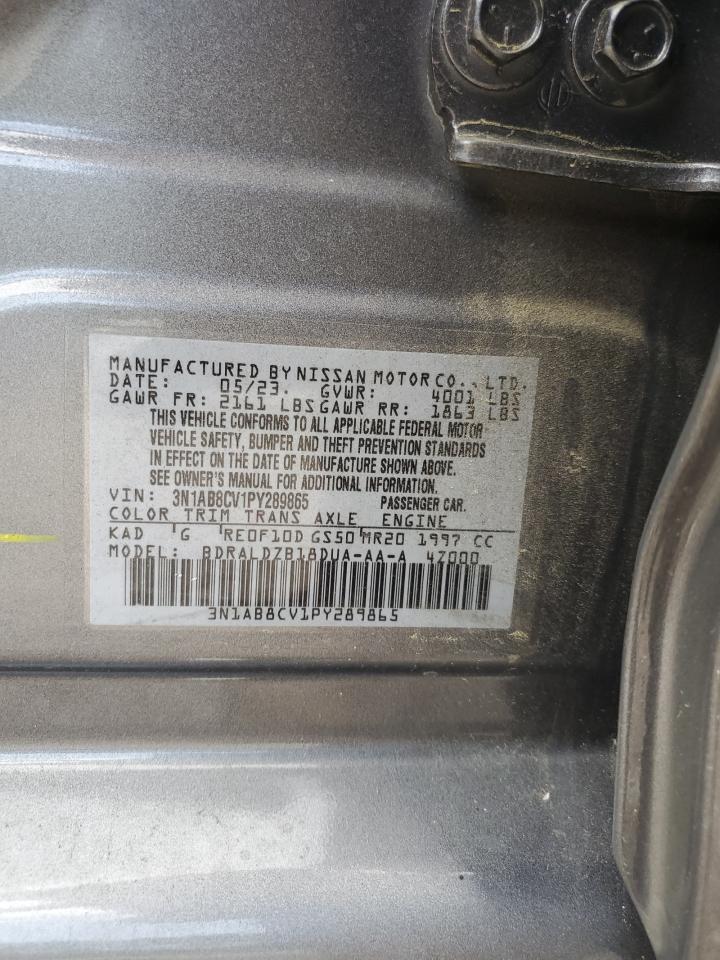 MANUFACTURED BY NISSAN MOTOR CO., LTD.
DATE: 05/23. GVWR: 4001 LBS
GAWR FR: 2161 LBS GAWR RR: 1863 LBS
THIS VEHICLE CONFORMS TO ALL APPLICABLE FEDERAL MOTOR
VEHICLE SAFETY, BUMPER AND THEFT PREVENTION STANDARDS
IN EFFECT ON THE DATE OF MANUFACTURE SHOWN ABOVE.
SEE OWNER'S MANUAL FOR ADDITIONAL INFORMATION.
VIN: 3N1AB8CV1PY289865 PASSENGER CAR.
COLOR TRIM TRANS AXLE ENGINE
KAD G RE0F10D GS50 MR20 1997 CC
MODEL: BDRALDZB18DUA-AA-A 4Z000
3N1AB8CV1PY289865